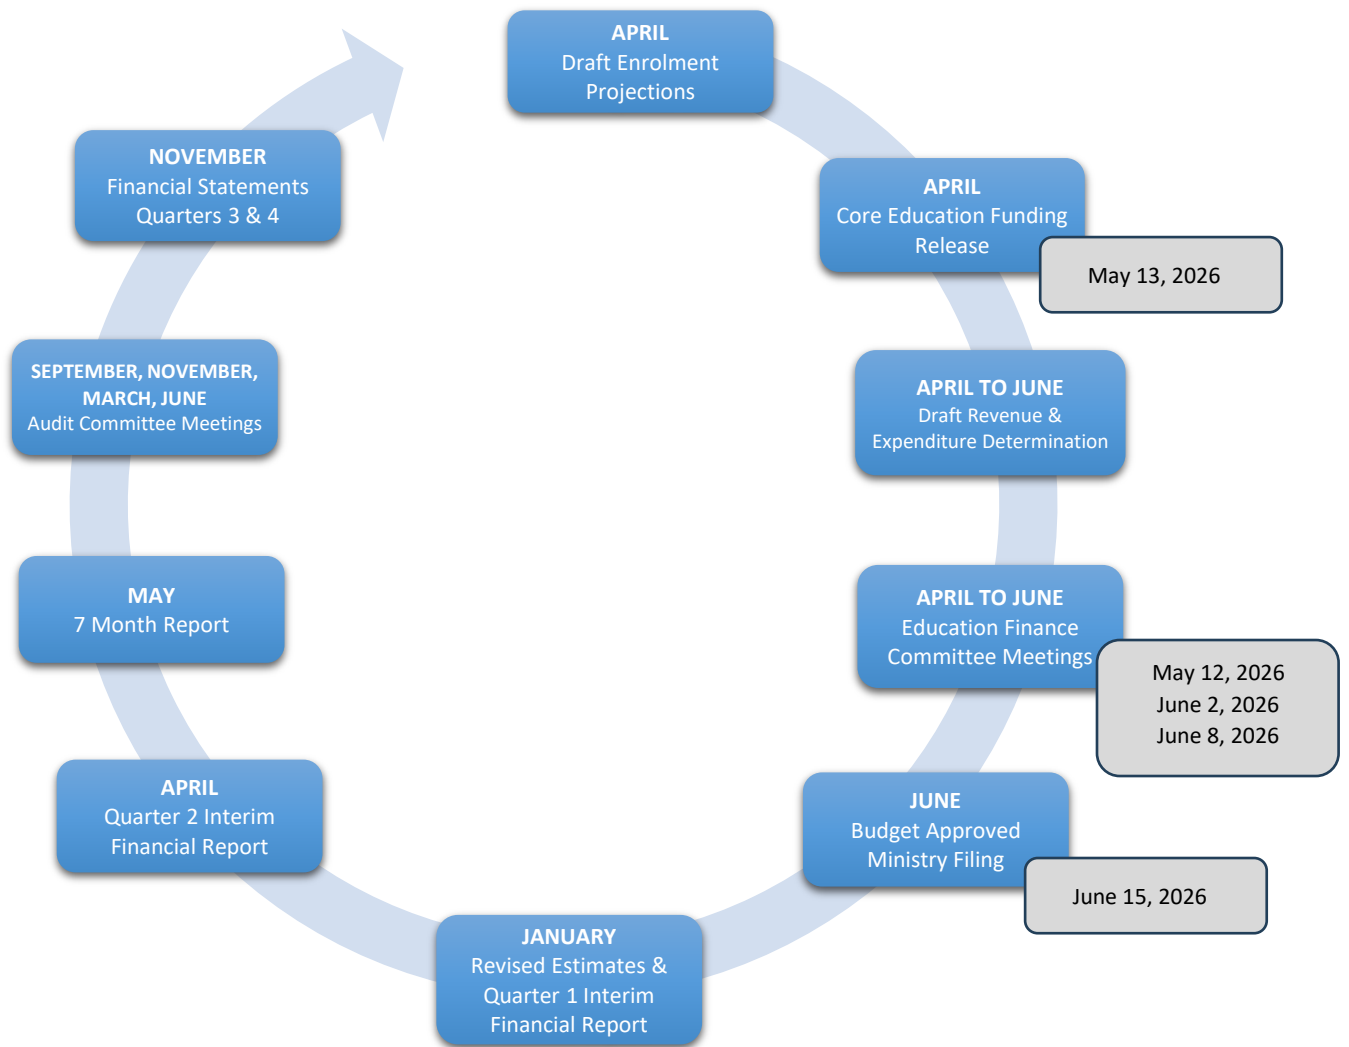 APRIL
Draft Enrolment
Projections
APRIL
Core Education Funding
Release
May 13, 2026
APRIL TO JUNE
Draft Revenue &
Expenditure Determination
APRIL TO JUNE
Education Finance
Committee Meetings
May 12, 2026
June 2, 2026
June 8, 2026
JUNE
Budget Approved
Ministry Filing
June 15, 2026
JANUARY
Revised Estimates &
Quarter 1 Interim
Financial Report
APRIL
Quarter 2 Interim
Financial Report
MAY
7 Month Report
SEPTEMBER, NOVEMBER,
MARCH, JUNE
Audit Committee Meetings
NOVEMBER
Financial Statements
Quarters 3 & 4